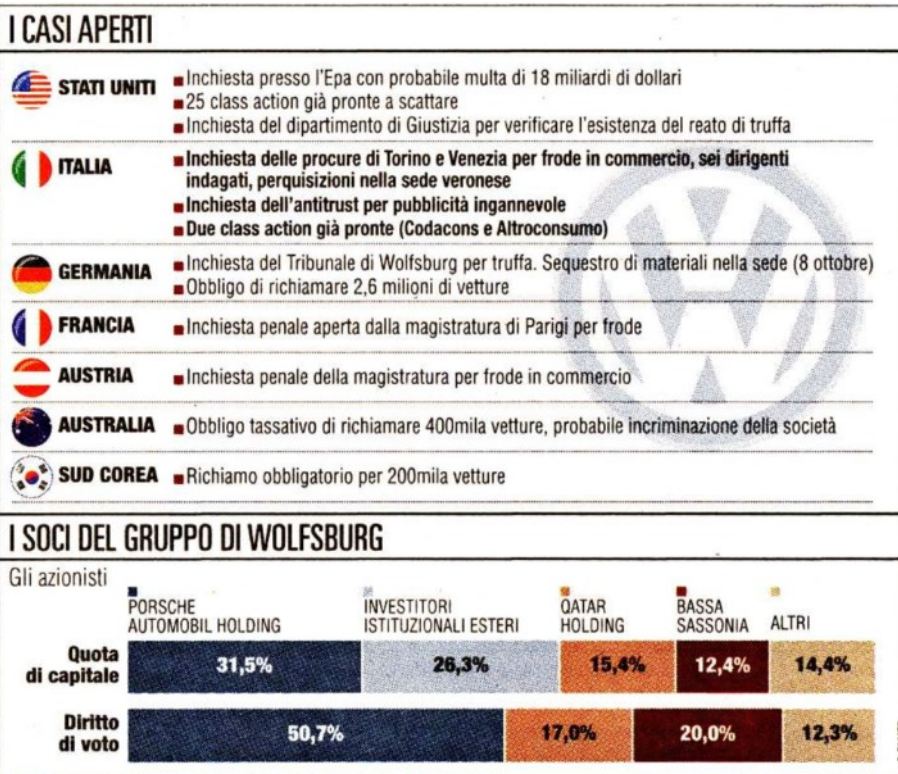 I CASI APERTI
STATI UNITI
Inchiesta presso l'Epa con probabile multa di 18 miliardi di dollari
25 class action già pronte a scattare
Inchiesta del dipartimento di Giustizia per verificare l'esistenza del reato di truffa
ITALIA
Inchiesta delle procure di Torino e Venezia per frode in commercio, sei dirigenti
indagati, perquisizioni nella sede veronese
Inchiesta dell'antitrust per pubblicità ingannevole
Due class action già pronte (Codacons e Altroconsumo)
GERMANIA
Inchiesta del Tribunale di Wolfsburg per truffa. Sequestro di materiali nella sede (8 ottobre)
Obbligo di richiamare 2,6 milioni di vetture
FRANCIA
Inchiesta penale aperta dalla magistratura di Parigi per frode
AUSTRIA
Inchiesta penale della magistratura per frode in commercio
AUSTRALIA
Obbligo tassativo di richiamare 400mila vetture, probabile incriminazione della società
SUD COREA
Richiamo obbligatorio per 200mila vetture
I SOCI DEL GRUPPO DI WOLFSBURG
Gli azionisti
PORSCHE
AUTOMOBIL HOLDING
INVESTITORI
ISTITUZIONALI ESTERI
QATAR
HOLDING
BASSA
SASSONIA
ALTRI
Quota
di capitale
31,5% 26,3% 15,4% 12,4% 14,4%
Diritto
di voto
50,7% 17,0% 20,0% 12,3%